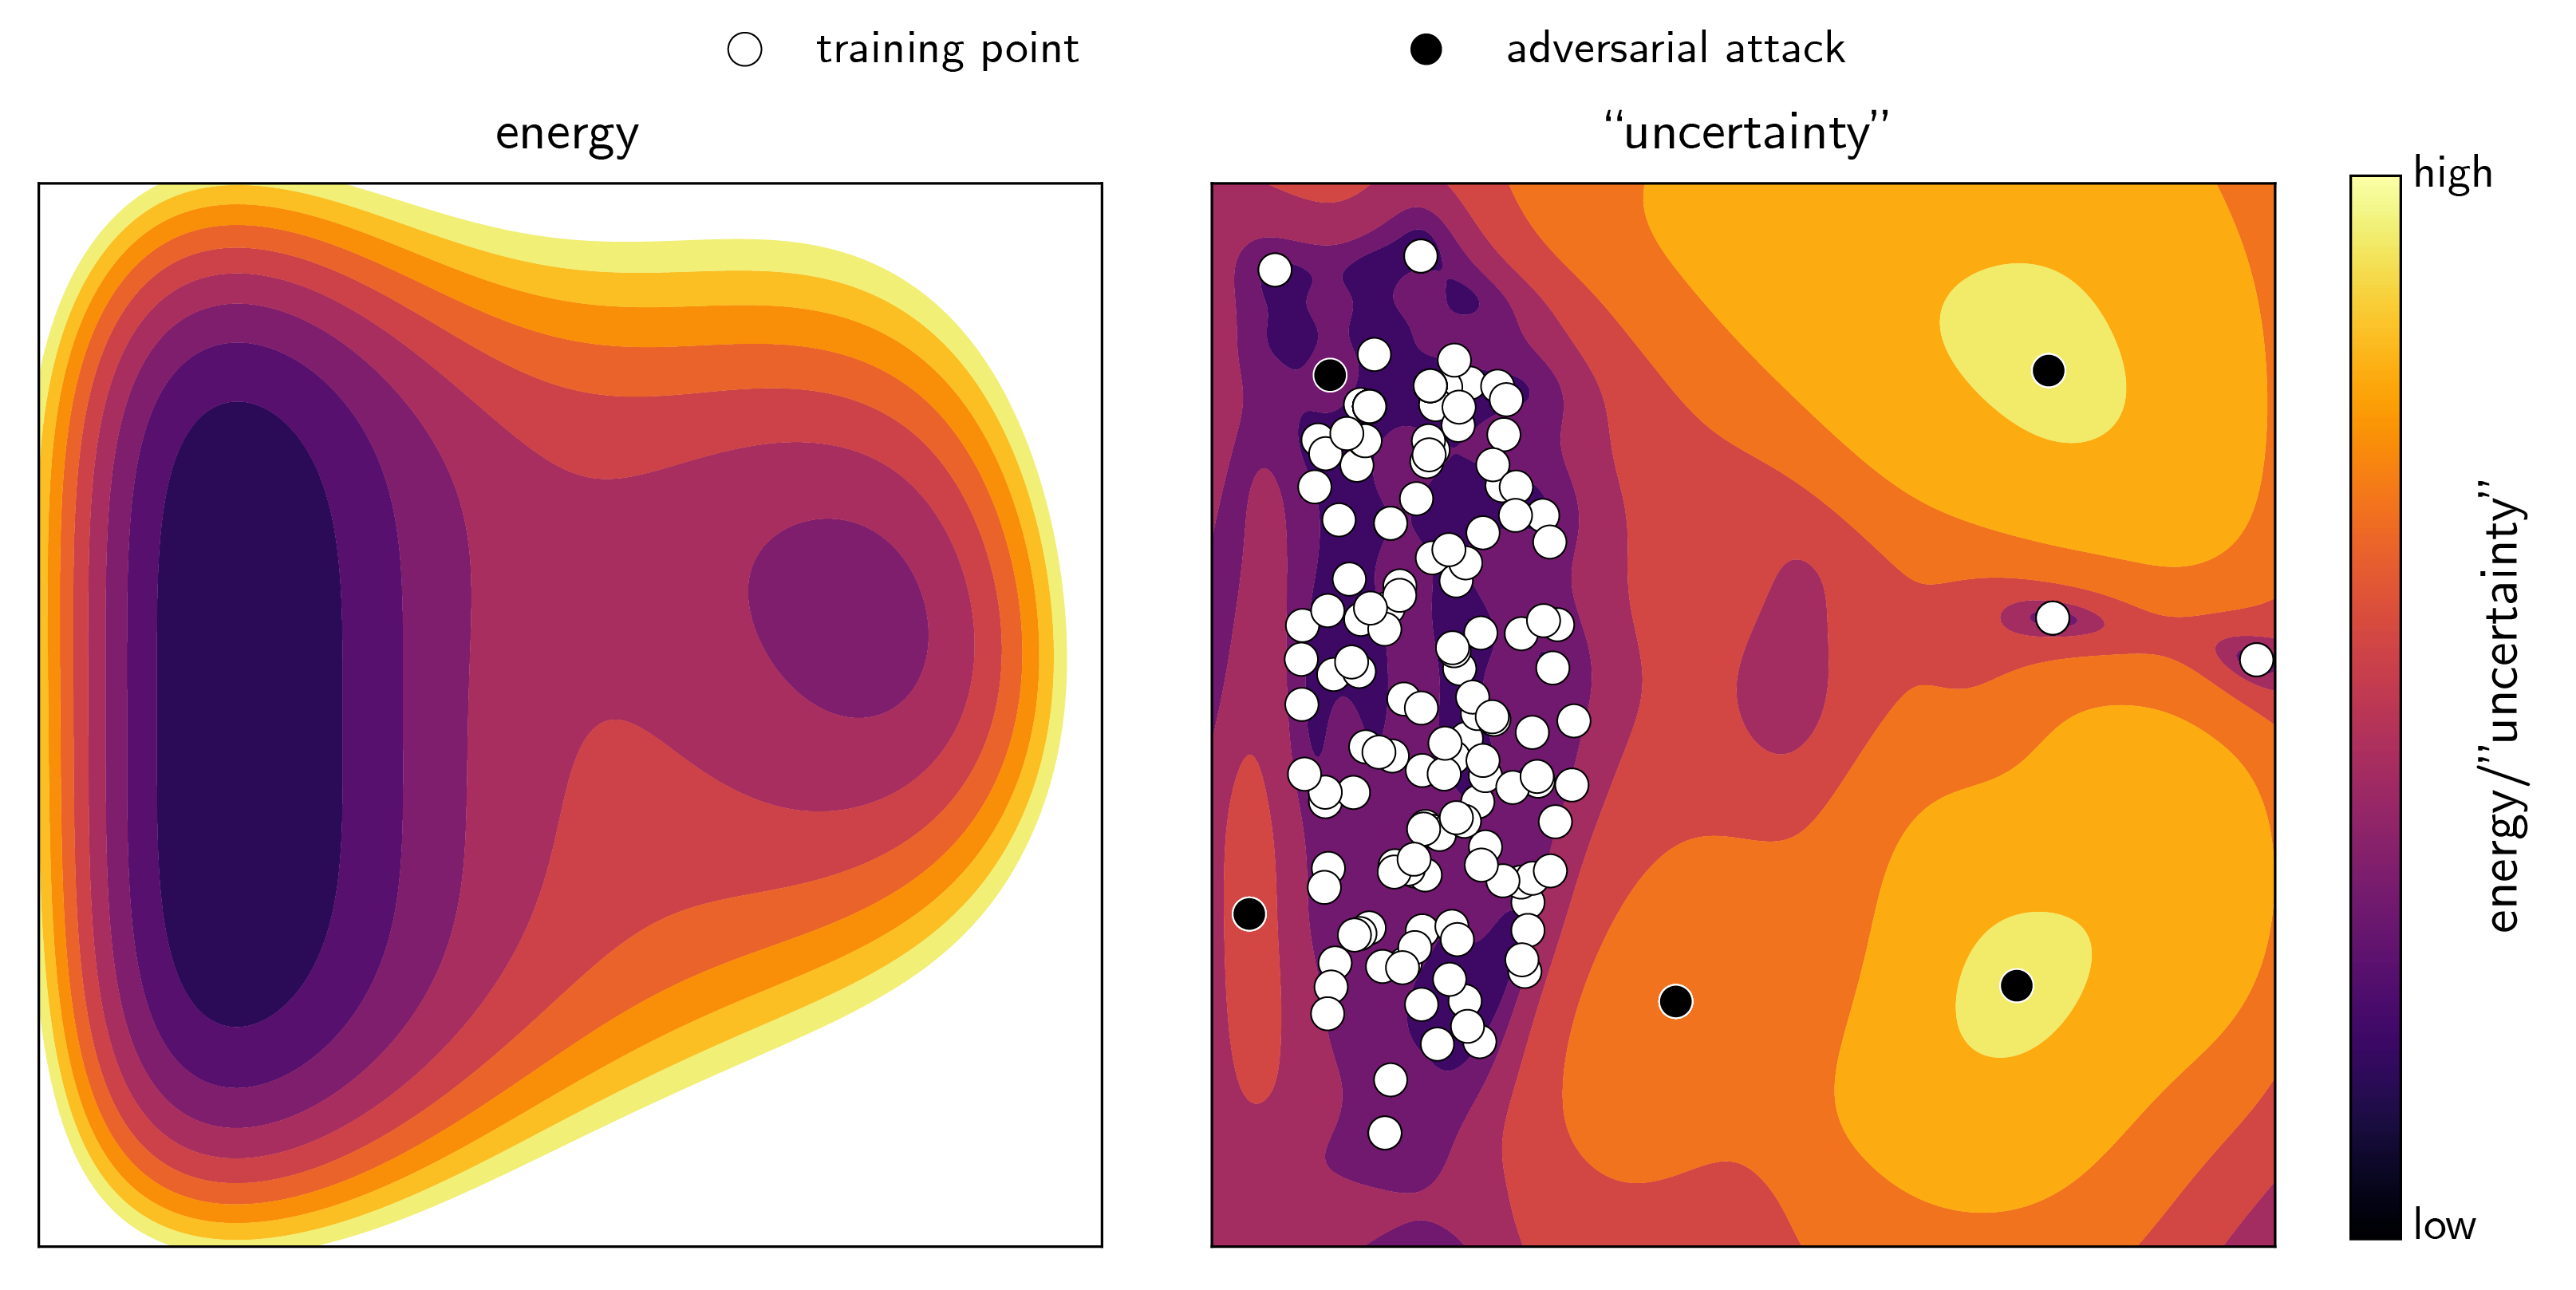 training point
adversarial attack
energy
“uncertainty”
high
low
energy/”uncertainty”